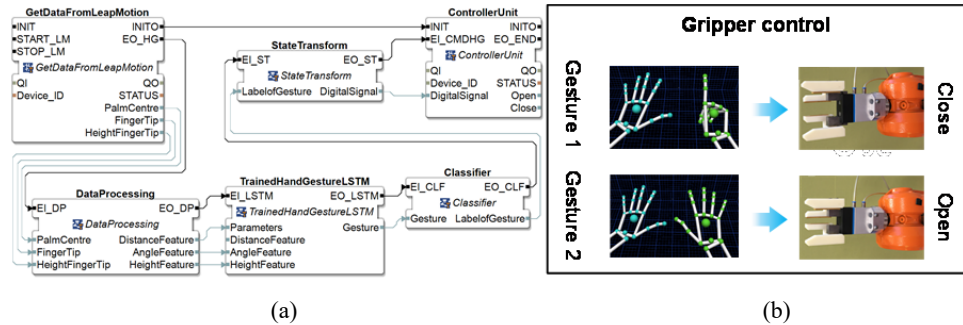 GetDataFromLeapMotion
INIT INITO
START_LM EO_HG
STOP_LM
GetDataFromLeapMotion
QI QO
Device_ID STATUS
PalmCentre
FingerTip
HeightFingerTip
StateTransform
EI_ST EO_ST
StateTransform
LabelofGesture DigitalSignal
ControllerUnit
INIT INITO
EI_CMDHG EO_END
ControllerUnit
QI QO
Device_ID STATUS
DigitalSignal Open
Close
DataProcessing
EI_DP EO_DP
DataProcessing
PalmCentre DistanceFeature
FingerTip AngleFeature
HeightFingerTip HeightFeature
TrainedHandGestureLSTM
EI_LSTM EO_LSTM
TrainedHandGestureLSTM
Parameters Gesture
DistanceFeature
AngleFeature
HeightFeature
Classifier
EI_CLF EO_CLF
Classifier
Gesture LabelofGesture
(a)
Gripper control
Gesture 1
Close
Gesture 2
Open
(b)